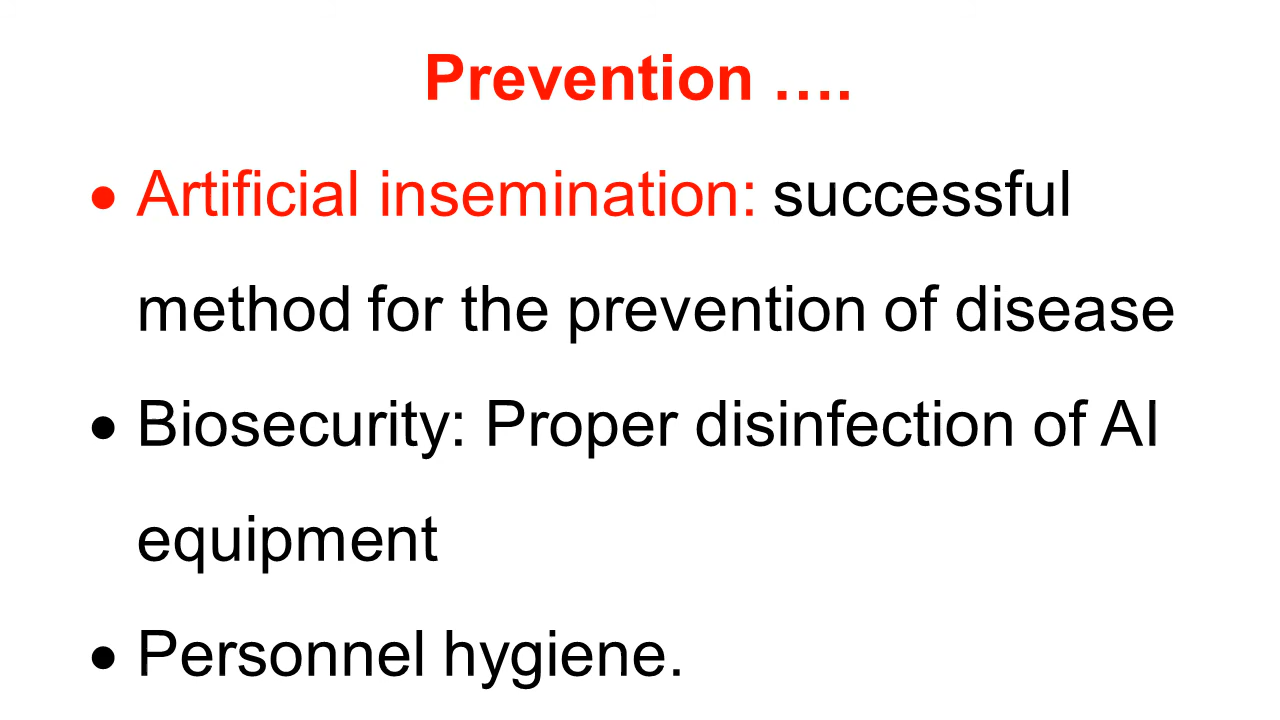 Prevention ….
• Artificial insemination: successful
method for the prevention of disease
• Biosecurity: Proper disinfection of AI
equipment
• Personnel hygiene.